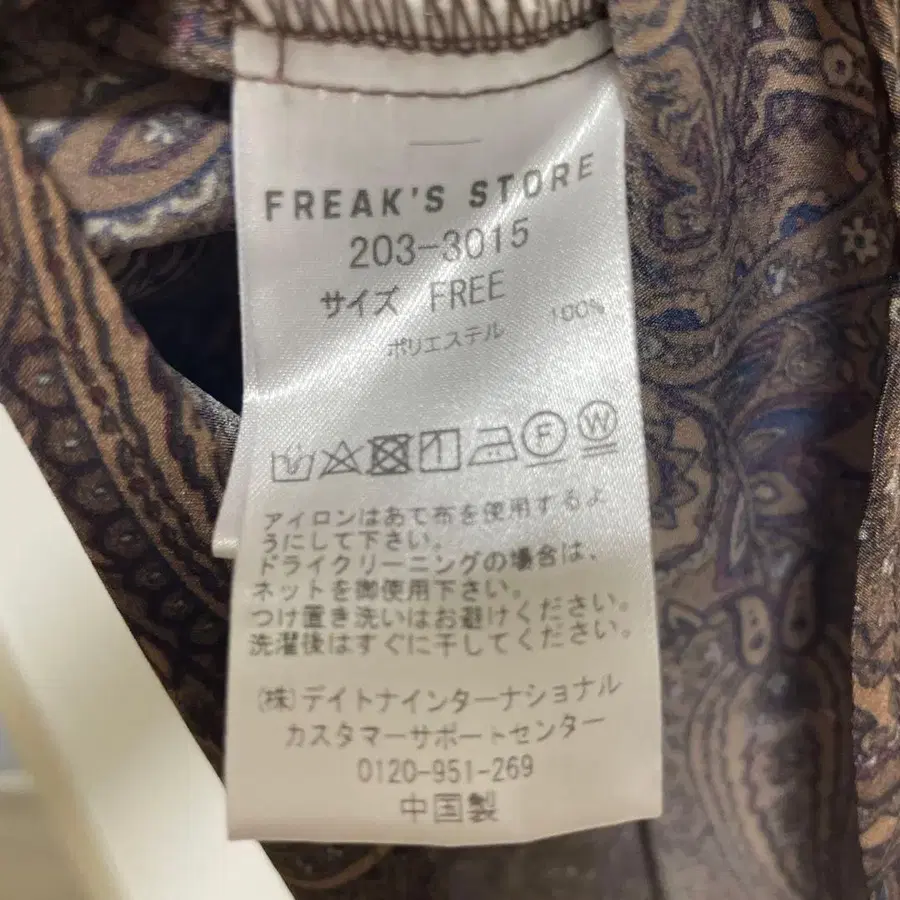 FREAK'S STORE
203-3015
サイズ FREE
ポリエステル 100%
F W
アイロンはあて布を使用するよ
うにして下さい。
ドライクリーニングの場合は、
ネットを御使用下さい。
つけ置き洗いはお避けください。
洗濯後はすぐに干してください。
(株)デイトナインターナショナル
カスタマーサポートセンター
0120-951-269
中国製